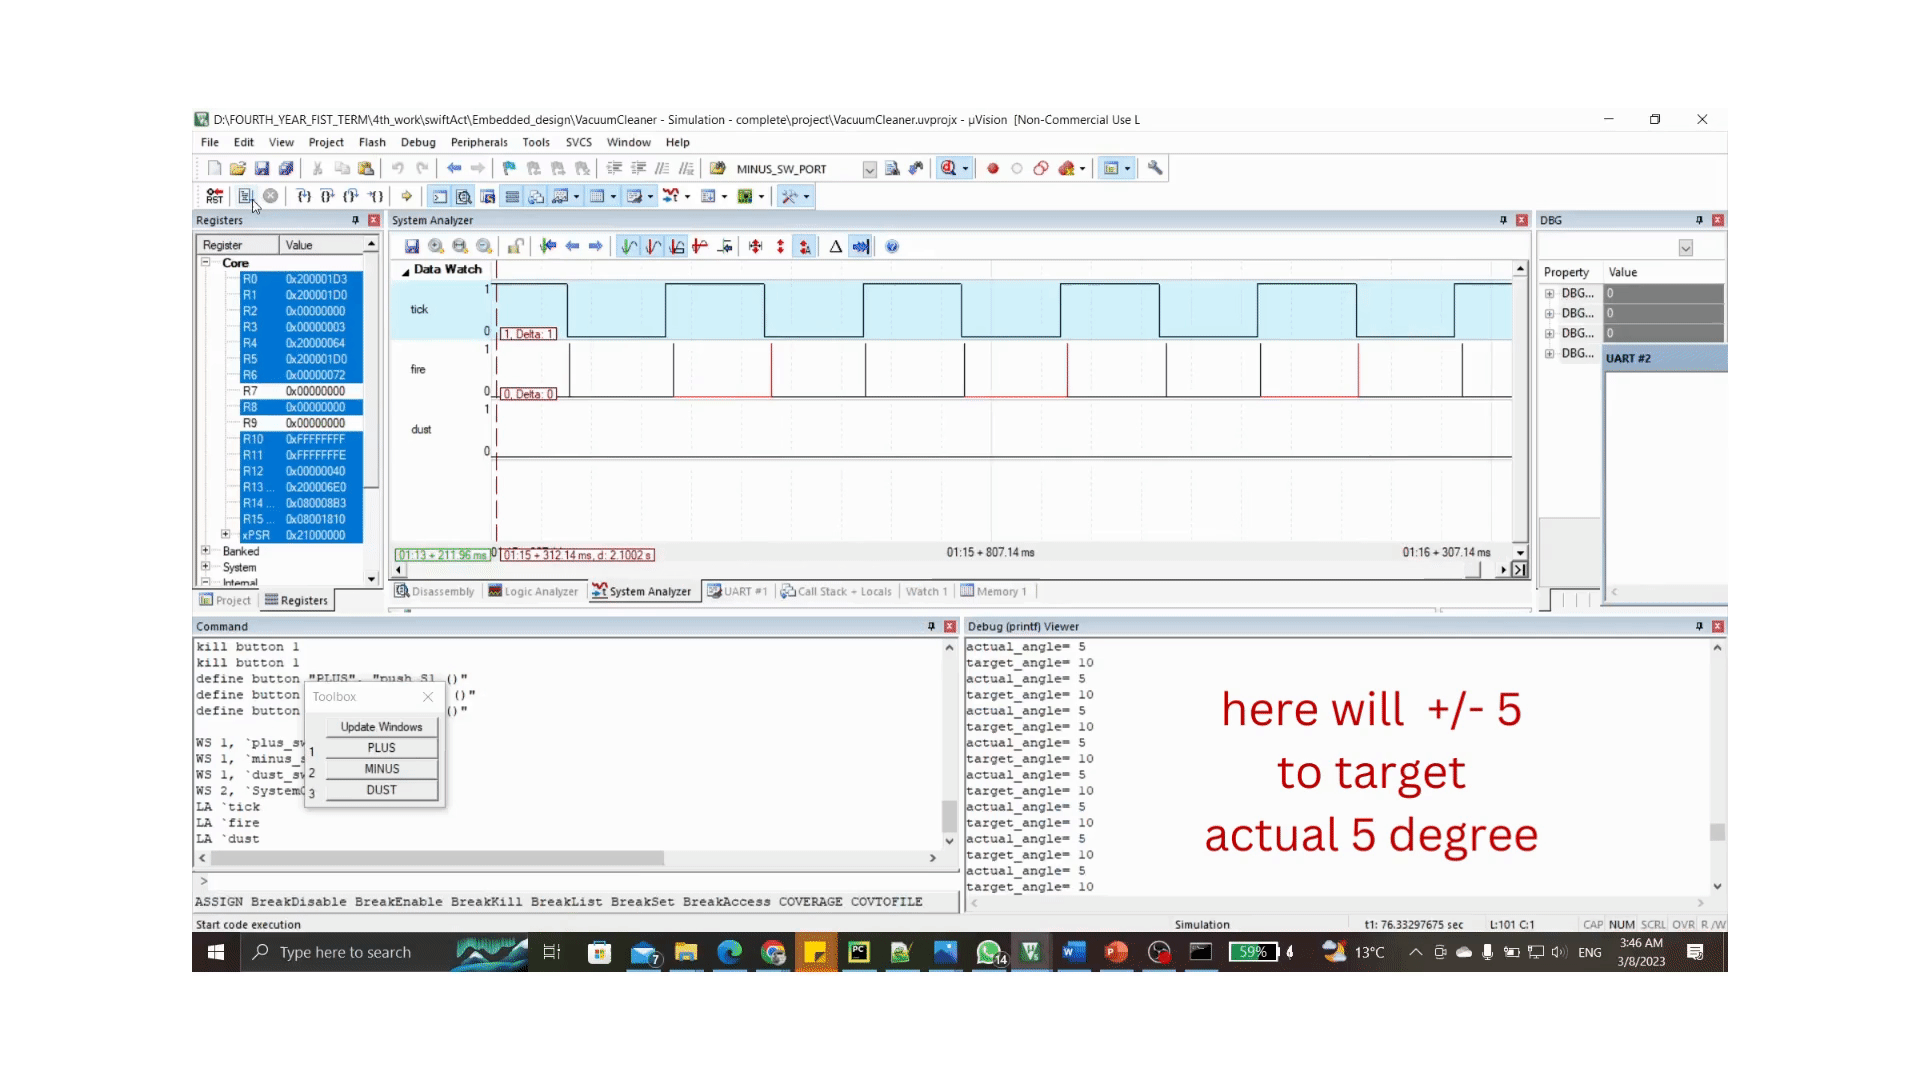 D:\FOURTH_YEAR_FIST_TERM\4th_work\swiftAct\Embedded_design\VacuumCleaner - Simulation - complete\project\VacuumCleaner.uvprojx - µVision [Non-Commercial Use L
File Edit View Project Flash Debug Peripherals Tools SVCS Window Help
MINUS_SW_PORT
RST
Registers
System Analyzer
DBG
Register Value
Core
R0 0x200001D3
R1 0x200001D0
R2 0x00000000
R3 0x00000003
R4 0x20000064
R5 0x200001D0
R6 0x00000072
R7 0x00000000
R8 0x00000000
R9 0x00000000
R10 0xFFFFFFFF
R11 0xFFFFFFFE
R12 0x00000040
R13 ... 0x200006E0
R14 ... 0x080008B3
R15 ... 0x08001810
xPSR 0x21000000
Banked
System
Internal
Project Registers
Data Watch
1
tick
0
1, Delta: 1
1
fire
0
0, Delta: 0
1
dust
0
01:13 + 211.96 ms
01:15 + 312.14 ms, d: 2.1002 s
01:15 + 807.14 ms
01:16 + 307.14 ms
Disassembly Logic Analyzer System Analyzer UART #1 Call Stack + Locals Watch 1 Memory 1
Property Value
DBG... 0
DBG... 0
DBG... 0
DBG...
UART #2
Command
kill button 1
kill button 1
define button "PLUS", "push_S1 ()"
define button ()"
define button ()"
WS 1, `plus_sw
WS 1, `minus_s
WS 1, `dust_sw
WS 2, `System
LA `tick
LA `fire
LA `dust
>
ASSIGN BreakDisable BreakEnable BreakKill BreakList BreakSet BreakAccess COVERAGE COVTOFILE
Toolbox
Update Windows
1 PLUS
2 MINUS
3 DUST
Debug (printf) Viewer
actual_angle= 5
target_angle= 10
actual_angle= 5
target_angle= 10
actual_angle= 5
target_angle= 10
actual_angle= 5
target_angle= 10
actual_angle= 5
target_angle= 10
actual_angle= 5
target_angle= 10
actual_angle= 5
target_angle= 10
actual_angle= 5
target_angle= 10
here will +/- 5
to target
actual 5 degree
Start code execution
Simulation
t1: 76.33297675 sec
L:101 C:1
CAP NUM SCRL OVR R/W
Type here to search
7
PC
14
59%
13°C
ENG
3:46 AM
3/8/2023